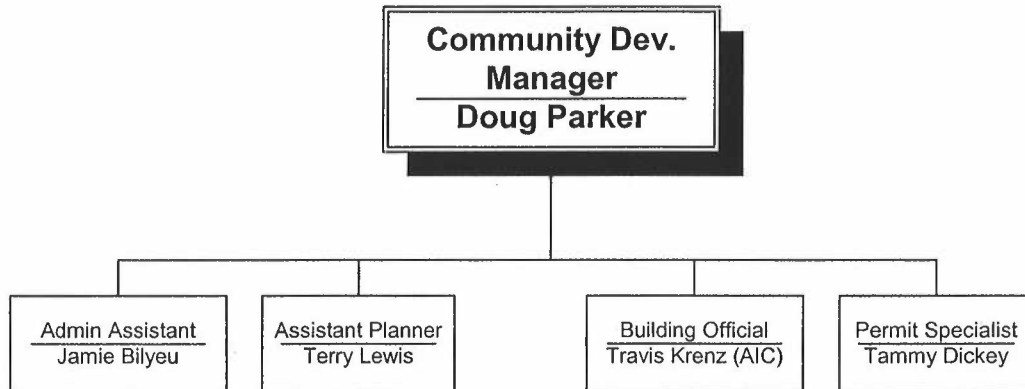 Community Dev.
Manager
Doug Parker
Admin Assistant
Jamie Bilyeu
Assistant Planner
Terry Lewis
Building Official
Travis Krenz (AIC)
Permit Specialist
Tammy Dickey